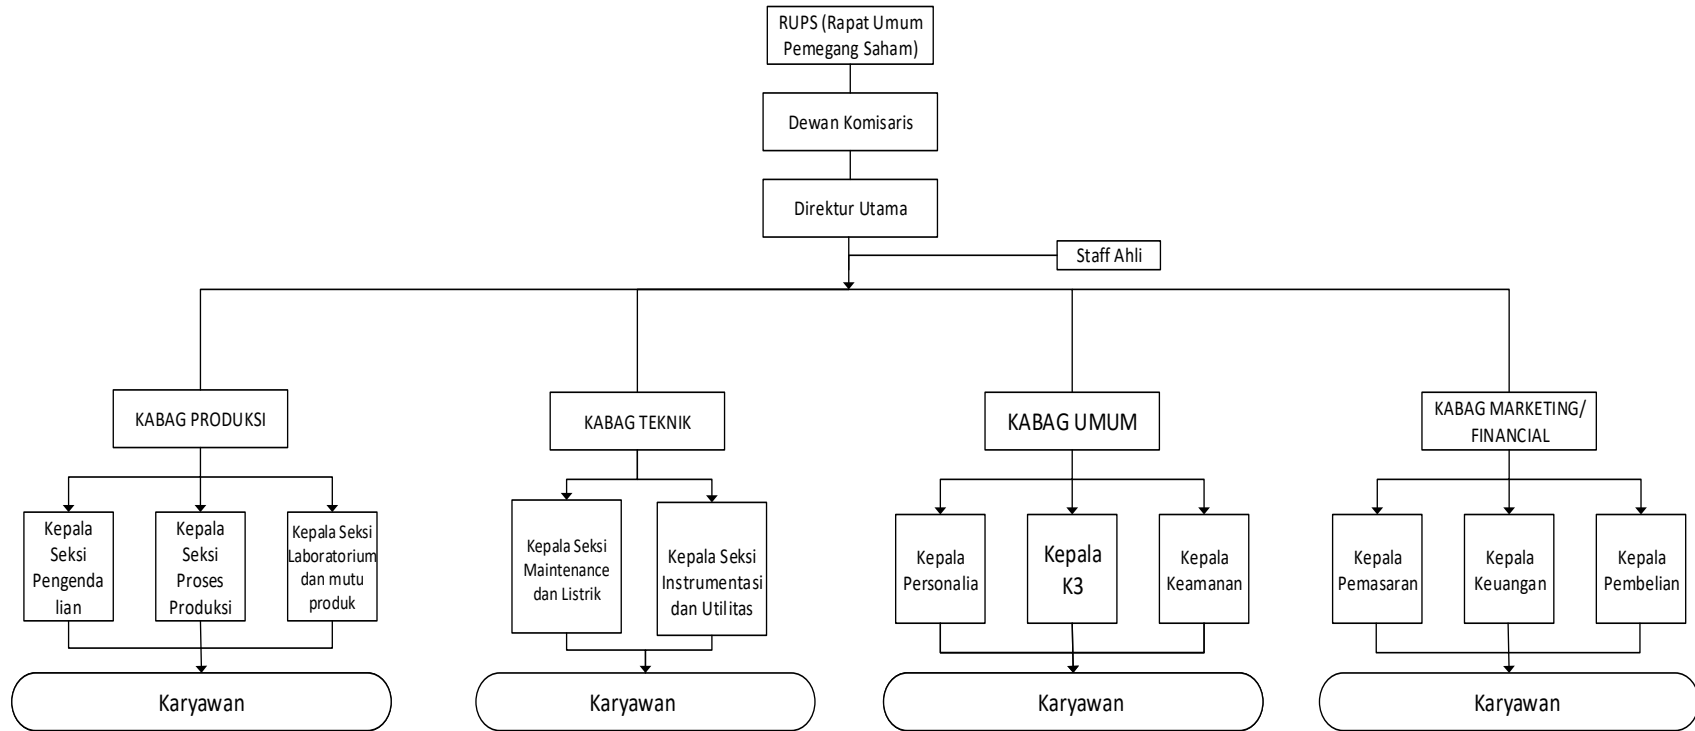 RUPS (Rapat Umum
Pemegang Saham)
Dewan Komisaris
Direktur Utama
Staff Ahli
KABAG PRODUKSI
KABAG TEKNIK
KABAG UMUM
KABAG MARKETING/
FINANCIAL
Kepala
Seksi
Pengenda
lian
Kepala
Seksi
Proses
Produksi
Kepala Seksi
Laboratorium
dan mutu
produk
Kepala Seksi
Maintenance
dan Listrik
Kepala Seksi
Instrumentasi
dan Utilitas
Kepala
Personalia
Kepala
K3
Kepala
Keamanan
Kepala
Pemasaran
Kepala
Keuangan
Kepala
Pembelian
Karyawan
Karyawan
Karyawan
Karyawan